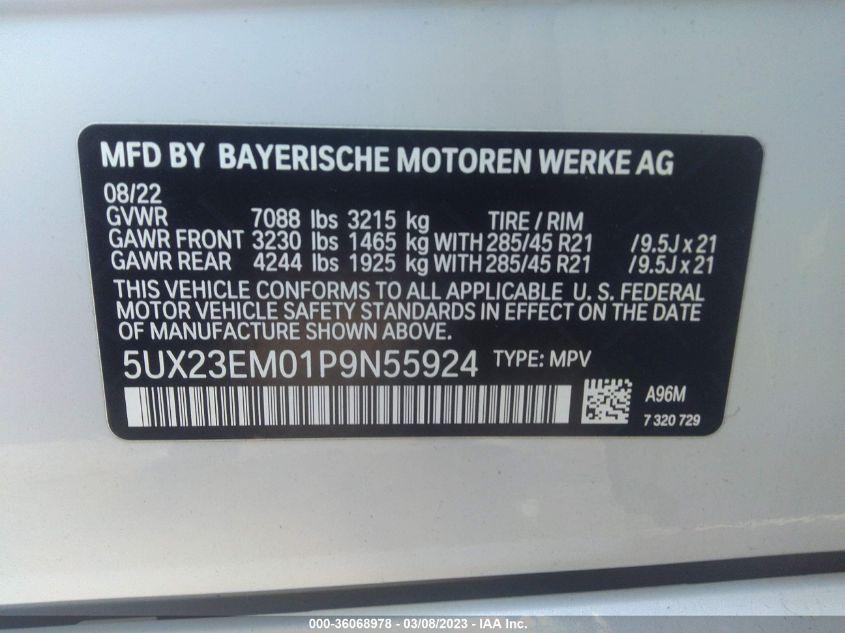 MFD BY BAYERISCHE MOTOREN WERKE AG
08/22
GVWR 7088 lbs 3215 kg TIRE / RIM
GAWR FRONT 3230 lbs 1465 kg WITH 285/45 R21 /9.5J x 21
GAWR REAR 4244 lbs 1925 kg WITH 285/45 R21 /9.5J x 21
THIS VEHICLE CONFORMS TO ALL APPLICABLE U. S. FEDERAL
MOTOR VEHICLE SAFETY STANDARDS IN EFFECT ON THE DATE
OF MANUFACTURE SHOWN ABOVE.
5UX23EM01P9N55924 TYPE: MPV
A96M
7 320 729
000-36068978 - 03/08/2023 - IAA Inc.